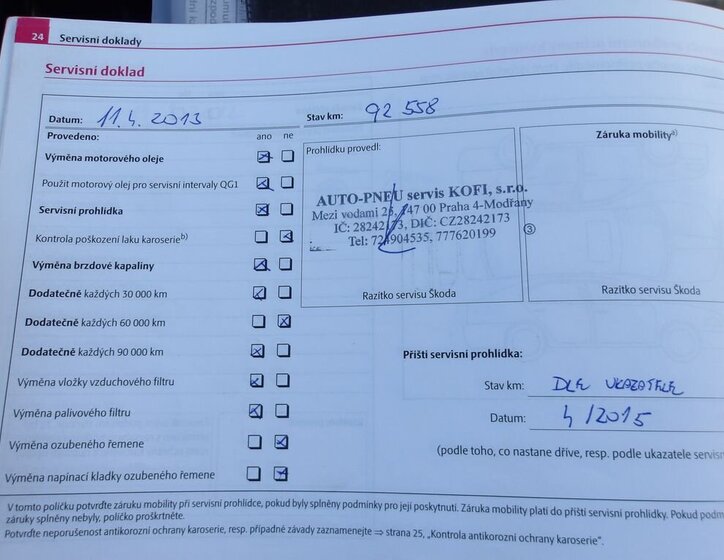 24 Servisní doklady
Servisní doklad
Datum: 11.4. 2013 Stav km: 92 558
Provedeno: ano ne
Výměna motorového oleje
Použit motorový olej pro servisní intervaly QG1
Servisní prohlídka
Kontrola poškození laku karoserie b)
Výměna brzdové kapaliny
Dodatečně každých 30 000 km
Dodatečně každých 60 000 km
Dodatečně každých 90 000 km
Výměna vložky vzduchového filtru
Výměna palivového filtru
Výměna ozubeného řemene
Výměna napínací kladky ozubeného řemene
Prohlídku provedl:
AUTO-PNEU servis KOFI, s.r.o.
Mezi vodami 147 00 Praha 4-Modřany
IČ: 28242173, DIČ: CZ28242173
Tel: 904535, 777620199
Razítko servisu Škoda
Záruka mobility a)
3
Razítko servisu Škoda
Příští servisní prohlídka:
Stav km: DLE UKAZATELE
Datum: 4/2015
(podle toho, co nastane dříve, resp. podle ukazatele servisn
V tomto políčku potvrďte záruku mobility při servisní prohlídce, pokud byly splněny podmínky pro její poskytnutí. Záruka mobility platí do příští servisní prohlídky. Pokud podm
záruky splněny nebyly, políčko proškrtněte.
Potvrďte neporušenost antikorozní ochrany karoserie, resp. případné závady zaznamenejte ⇒ strana 25, „Kontrola antikorozní ochrany karoserie".